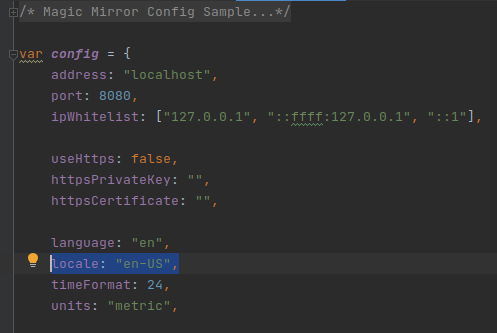 /* Magic Mirror Config Sample...*/
var config = {
address: "localhost",
port: 8080,
ipWhitelist: ["127.0.0.1", "::ffff:127.0.0.1", "::1"],
useHttps: false,
httpsPrivateKey: "",
httpsCertificate: "",
language: "en",
locale: "en-US",
timeFormat: 24,
units: "metric",